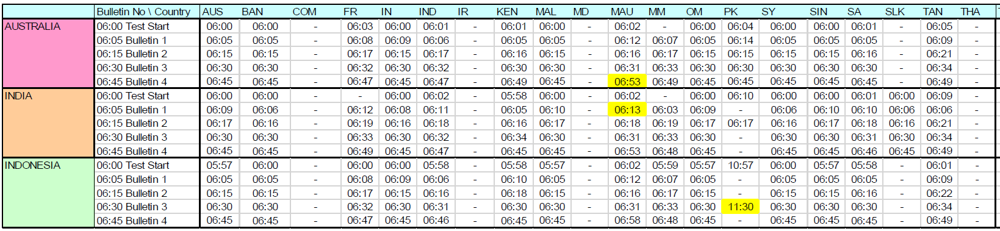 Bulletin No \ Country AUS BAN COM FR IN IND IR KEN MAL MD MAU MM OM PK SY SIN SA SLK TAN THA
AUSTRALIA 06:00 Test Start 06:00 06:00 - 06:03 06:00 06:01 - 06:01 06:00 - 06:02 - 06:00 06:04 06:00 06:00 06:01 - 06:05 -
06:05 Bulletin 1 06:05 06:05 - 06:08 06:09 06:06 - 06:05 06:05 - 06:12 06:07 06:05 06:14 06:05 06:05 06:05 - 06:09 -
06:15 Bulletin 2 06:15 06:15 - 06:17 06:15 06:17 - 06:16 06:15 - 06:16 06:17 06:15 06:15 06:15 06:15 06:16 - 06:21 -
06:30 Bulletin 3 06:30 06:30 - 06:32 06:30 06:32 - 06:30 06:30 - 06:31 06:33 06:30 06:30 06:30 06:30 06:30 - 06:34 -
06:45 Bulletin 4 06:45 06:45 - 06:47 06:45 06:47 - 06:49 06:45 - 06:53 06:49 06:45 06:45 06:45 06:45 06:45 - 06:49 -
INDIA 06:00 Test Start 06:00 06:00 - - 06:00 06:02 - 05:58 06:00 - 06:02 - 06:00 06:10 06:00 06:00 06:01 06:00 06:09 -
06:05 Bulletin 1 06:09 06:06 - 06:12 06:08 06:11 - 06:05 06:10 - 06:13 06:03 06:09 - 06:06 06:10 06:10 06:06 06:06 -
06:15 Bulletin 2 06:17 06:16 - 06:19 06:16 06:18 - 06:16 06:17 - 06:18 06:19 06:17 06:17 06:16 06:17 06:18 06:16 06:21 -
06:30 Bulletin 3 06:30 06:30 - 06:33 06:30 06:32 - 06:34 06:30 - 06:31 06:33 06:30 - 06:30 06:30 06:31 06:30 06:34 -
06:45 Bulletin 4 06:45 06:45 - 06:49 06:45 06:47 - 06:45 06:45 - 06:53 06:48 06:45 - 06:45 06:45 06:46 06:45 06:49 -
INDONESIA 06:00 Test Start 05:57 06:00 - 06:00 06:00 05:58 - 05:58 05:57 - 06:02 05:59 05:57 10:57 06:00 05:57 05:58 - 06:01 -
06:05 Bulletin 1 06:05 06:05 - 06:08 06:09 06:06 - 06:10 06:05 - 06:12 06:07 06:05 - 06:05 06:05 06:05 - 06:09 -
06:15 Bulletin 2 06:15 06:15 - 06:17 06:15 06:16 - 06:18 06:15 - 06:16 06:17 06:15 - 06:15 06:15 06:16 - 06:22 -
06:30 Bulletin 3 06:30 06:30 - 06:32 06:30 06:31 - 06:30 06:30 - 06:31 06:33 06:30 11:30 06:30 06:30 06:30 - 06:34 -
06:45 Bulletin 4 06:45 06:45 - 06:47 06:45 06:46 - 06:45 06:45 - 06:58 06:48 06:45 - 06:45 06:45 06:45 - 06:49 -